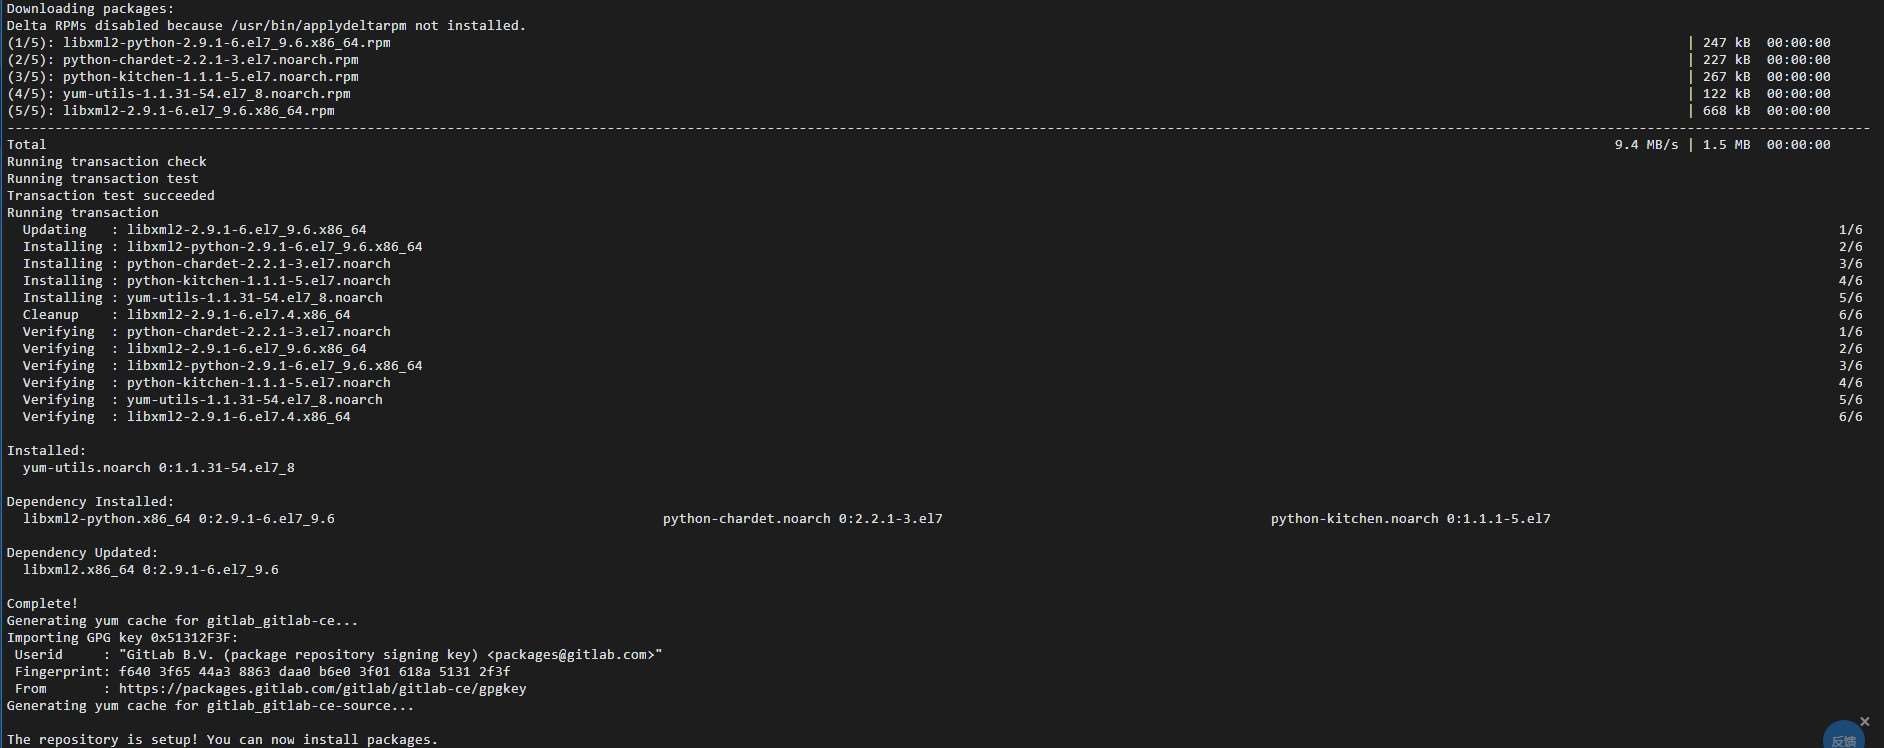 Downloading packages:
Delta RPMs disabled because /usr/bin/applydeltarpm not installed.
(1/5): libxml2-python-2.9.1-6.el7_9.6.x86_64.rpm | 247 kB 00:00:00
(2/5): python-chardet-2.2.1-3.el7.noarch.rpm | 227 kB 00:00:00
(3/5): python-kitchen-1.1.1-5.el7.noarch.rpm | 267 kB 00:00:00
(4/5): yum-utils-1.1.31-54.el7_8.noarch.rpm | 122 kB 00:00:00
(5/5): libxml2-2.9.1-6.el7_9.6.x86_64.rpm | 668 kB 00:00:00
--------------------------------------------------------------------------------
Total 9.4 MB/s | 1.5 MB 00:00:00
Running transaction check
Running transaction test
Transaction test succeeded
Running transaction
Updating : libxml2-2.9.1-6.el7_9.6.x86_64 1/6
Installing : libxml2-python-2.9.1-6.el7_9.6.x86_64 2/6
Installing : python-chardet-2.2.1-3.el7.noarch 3/6
Installing : python-kitchen-1.1.1-5.el7.noarch 4/6
Installing : yum-utils-1.1.31-54.el7_8.noarch 5/6
Cleanup : libxml2-2.9.1-6.el7.4.x86_64 6/6
Verifying : python-chardet-2.2.1-3.el7.noarch 1/6
Verifying : libxml2-2.9.1-6.el7_9.6.x86_64 2/6
Verifying : libxml2-python-2.9.1-6.el7_9.6.x86_64 3/6
Verifying : python-kitchen-1.1.1-5.el7.noarch 4/6
Verifying : yum-utils-1.1.31-54.el7_8.noarch 5/6
Verifying : libxml2-2.9.1-6.el7.4.x86_64 6/6
Installed:
yum-utils.noarch 0:1.1.31-54.el7_8
Dependency Installed:
libxml2-python.x86_64 0:2.9.1-6.el7_9.6 python-chardet.noarch 0:2.2.1-3.el7 python-kitchen.noarch 0:1.1.1-5.el7
Dependency Updated:
libxml2.x86_64 0:2.9.1-6.el7_9.6
Complete!
Generating yum cache for gitlab_gitlab-ce...
Importing GPG key 0x51312F3F:
Userid : "GitLab B.V. (package repository signing key) <packages@gitlab.com>"
Fingerprint: f640 3f65 44a3 8863 daa0 b6e0 3f01 618a 5131 2f3f
From : https://packages.gitlab.com/gitlab/gitlab-ce/gpgkey
Generating yum cache for gitlab_gitlab-ce-source...
The repository is setup! You can now install packages.
反馈